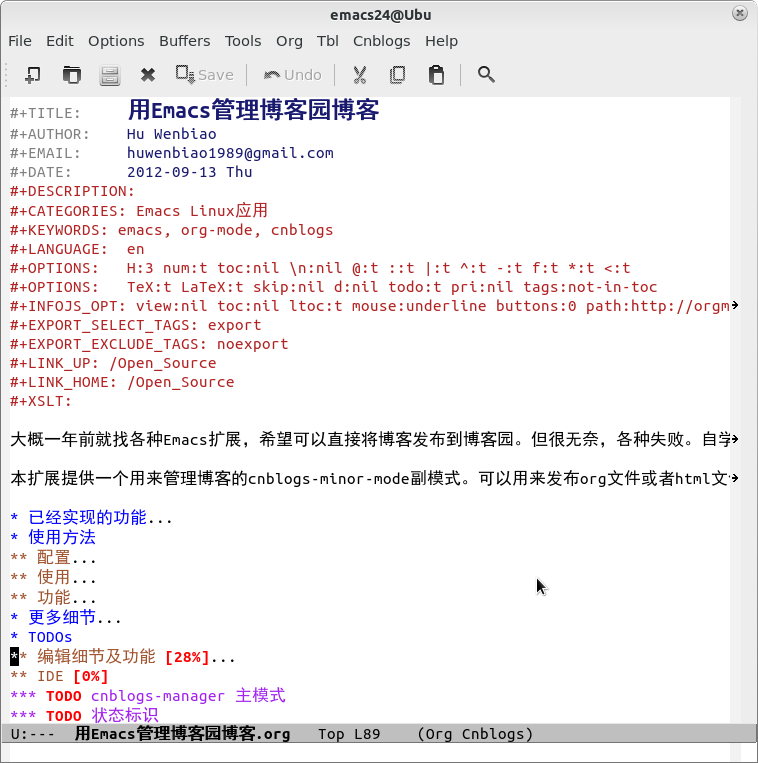 emacs24@Ubu
File Edit Options Buffers Tools Org Tbl Cnblogs Help
Save Undo
#+TITLE: 用Emacs管理博客园博客
#+AUTHOR: Hu Wenbiao
#+EMAIL: huwenbiao1989@gmail.com
#+DATE: 2012-09-13 Thu
#+DESCRIPTION:
#+CATEGORIES: Emacs Linux应用
#+KEYWORDS: emacs, org-mode, cnblogs
#+LANGUAGE: en
#+OPTIONS: H:3 num:t toc:nil \n:nil @:t ::t |:t ^:t -:t f:t *:t <:t
#+OPTIONS: TeX:t LaTeX:t skip:nil d:nil todo:t pri:nil tags:not-in-toc
#+INFOJS_OPT: view:nil toc:nil ltoc:t mouse:underline buttons:0 path:http://orgm
#+EXPORT_SELECT_TAGS: export
#+EXPORT_EXCLUDE_TAGS: noexport
#+LINK_UP: /Open_Source
#+LINK_HOME: /Open_Source
#+XSLT:
大概一年前就找各种Emacs扩展，希望可以直接将博客发布到博客园。但很无奈，各种失败。自学
本扩展提供一个用来管理博客的cnblogs-minor-mode副模式。可以用来发布org文件或者html文
* 已经实现的功能...
* 使用方法
** 配置...
** 使用...
** 功能...
* 更多细节...
* TODOs
** 编辑细节及功能 [28%]...
** IDE [0%]
*** TODO cnblogs-manager 主模式
*** TODO 状态标识
U:--- 用Emacs管理博客园博客.org Top L89 (Org Cnblogs)